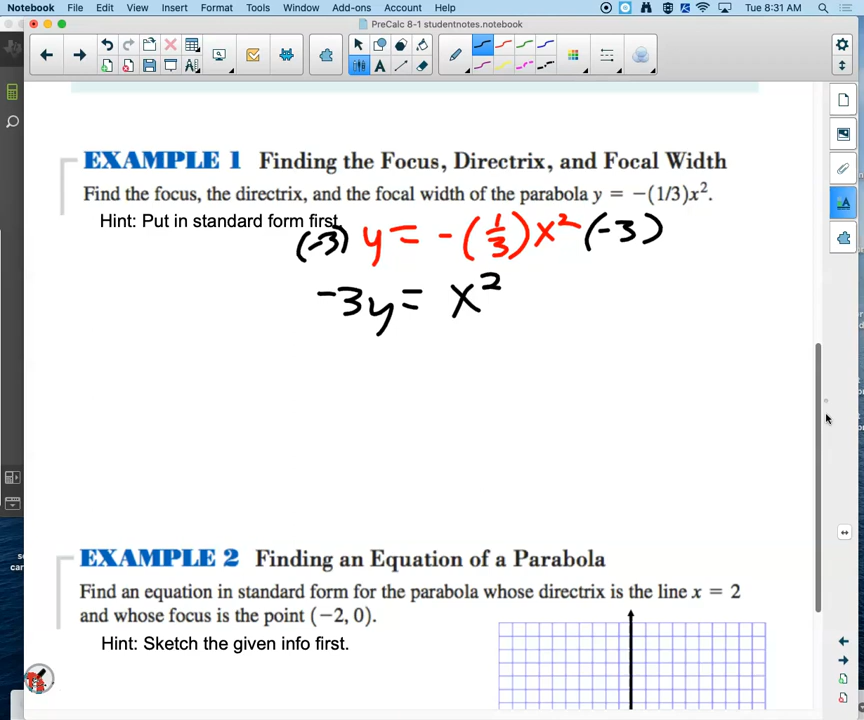 Notebook File Edit View Insert Format Tools Window Add-ons Account Help Tue 8:31 AM
PreCalc 8-1 studentnotes.notebook
EXAMPLE 1 Finding the Focus, Directrix, and Focal Width
Find the focus, the directrix, and the focal width of the parabola y = −(1/3)x².
Hint: Put in standard form first.
(-3) y = -(1/3)x² (-3)
-3y = x²
EXAMPLE 2 Finding an Equation of a Parabola
Find an equation in standard form for the parabola whose directrix is the line x = 2
and whose focus is the point (−2, 0).
Hint: Sketch the given info first.